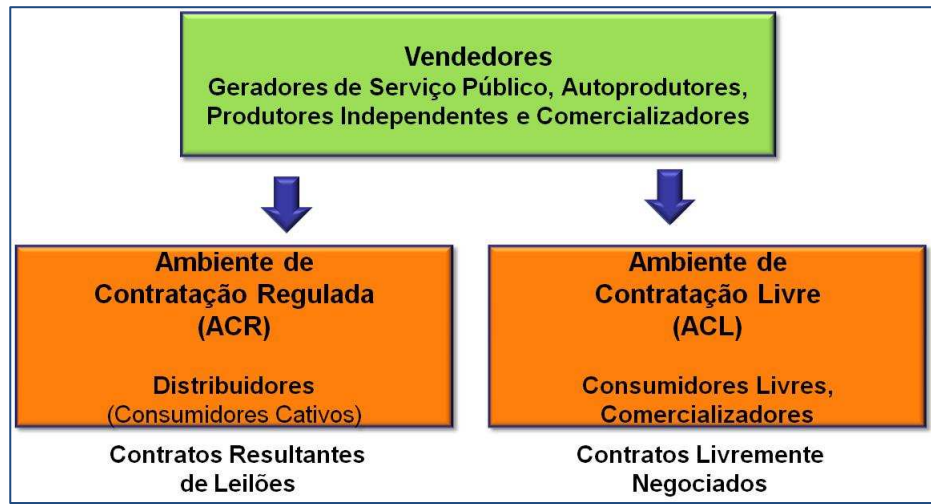 Vendedores
Geradores de Serviço Público, Autoprodutores,
Produtores Independentes e Comercializadores
Ambiente de
Contratação Regulada
(ACR)
Distribuidores
(Consumidores Cativos)
Contratos Resultantes
de Leilões
Ambiente de
Contratação Livre
(ACL)
Consumidores Livres,
Comercializadores
Contratos Livremente
Negociados